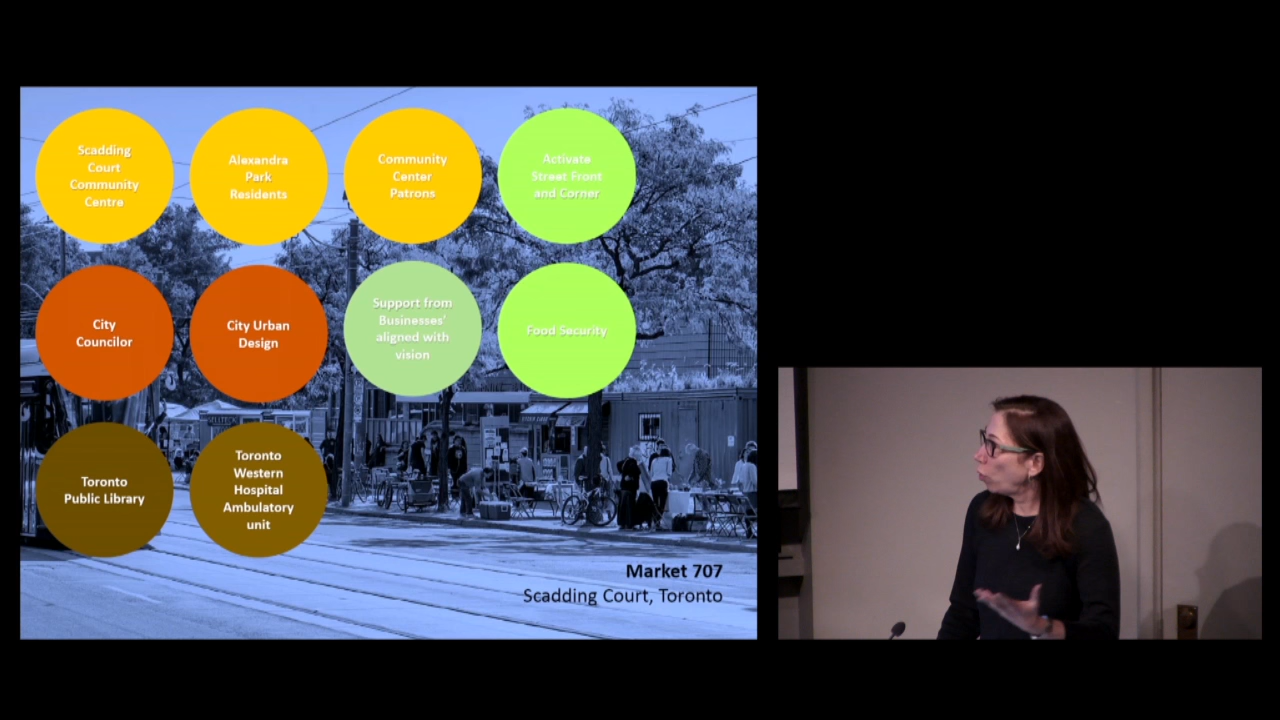 Scadding
Court
Community
Centre
Alexandra
Park
Residents
Community
Center
Patrons
Activate
Street Front
and Corner
City
Councilor
City Urban
Design
Support from
Businesses'
aligned with
vision
Food Security
Toronto
Public Library
Toronto
Western
Hospital
Ambulatory
unit
Market 707
Scadding Court, Toronto